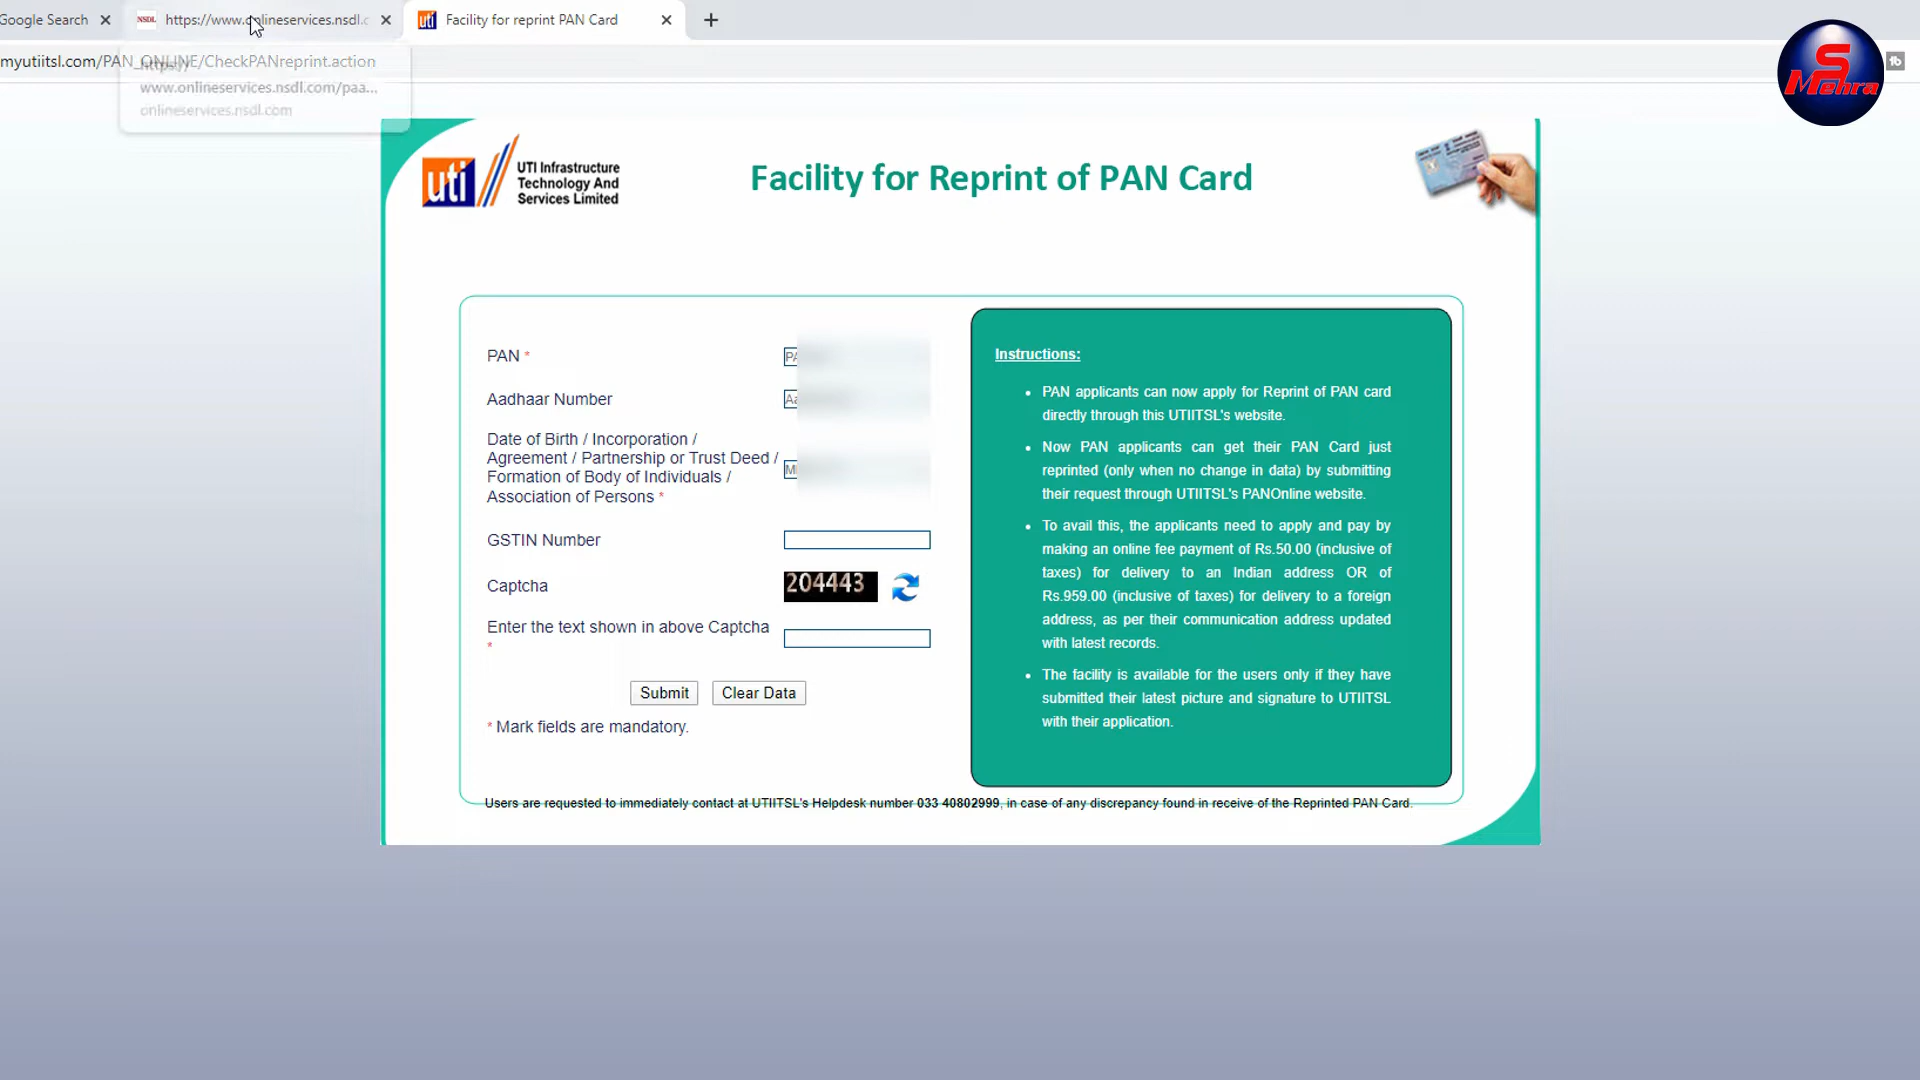 Google Search
https://www.onlineservices.nsdl.c
Facility for reprint PAN Card
myutiitsl.com/PAN_ONLINE/CheckPANreprint.action
https://
www.onlineservices.nsdl.com/paa...
onlineservices.nsdl.com
S
Mehra
uti
UTI Infrastructure
Technology And
Services Limited
Facility for Reprint of PAN Card
PAN *
Aadhaar Number
Date of Birth / Incorporation /
Agreement / Partnership or Trust Deed /
Formation of Body of Individuals /
Association of Persons *
GSTIN Number
Captcha
204443
Enter the text shown in above Captcha
*
Submit
Clear Data
* Mark fields are mandatory.
Instructions:
• PAN applicants can now apply for Reprint of PAN card
directly through this UTIITSL's website.
• Now PAN applicants can get their PAN Card just
reprinted (only when no change in data) by submitting
their request through UTIITSL's PANOnline website.
• To avail this, the applicants need to apply and pay by
making an online fee payment of Rs.50.00 (inclusive of
taxes) for delivery to an Indian address OR of
Rs.959.00 (inclusive of taxes) for delivery to a foreign
address, as per their communication address updated
with latest records.
• The facility is available for the users only if they have
submitted their latest picture and signature to UTIITSL
with their application.
Users are requested to immediately contact at UTIITSL's Helpdesk number 033 40802999, in case of any discrepancy found in receive of the Reprinted PAN Card.